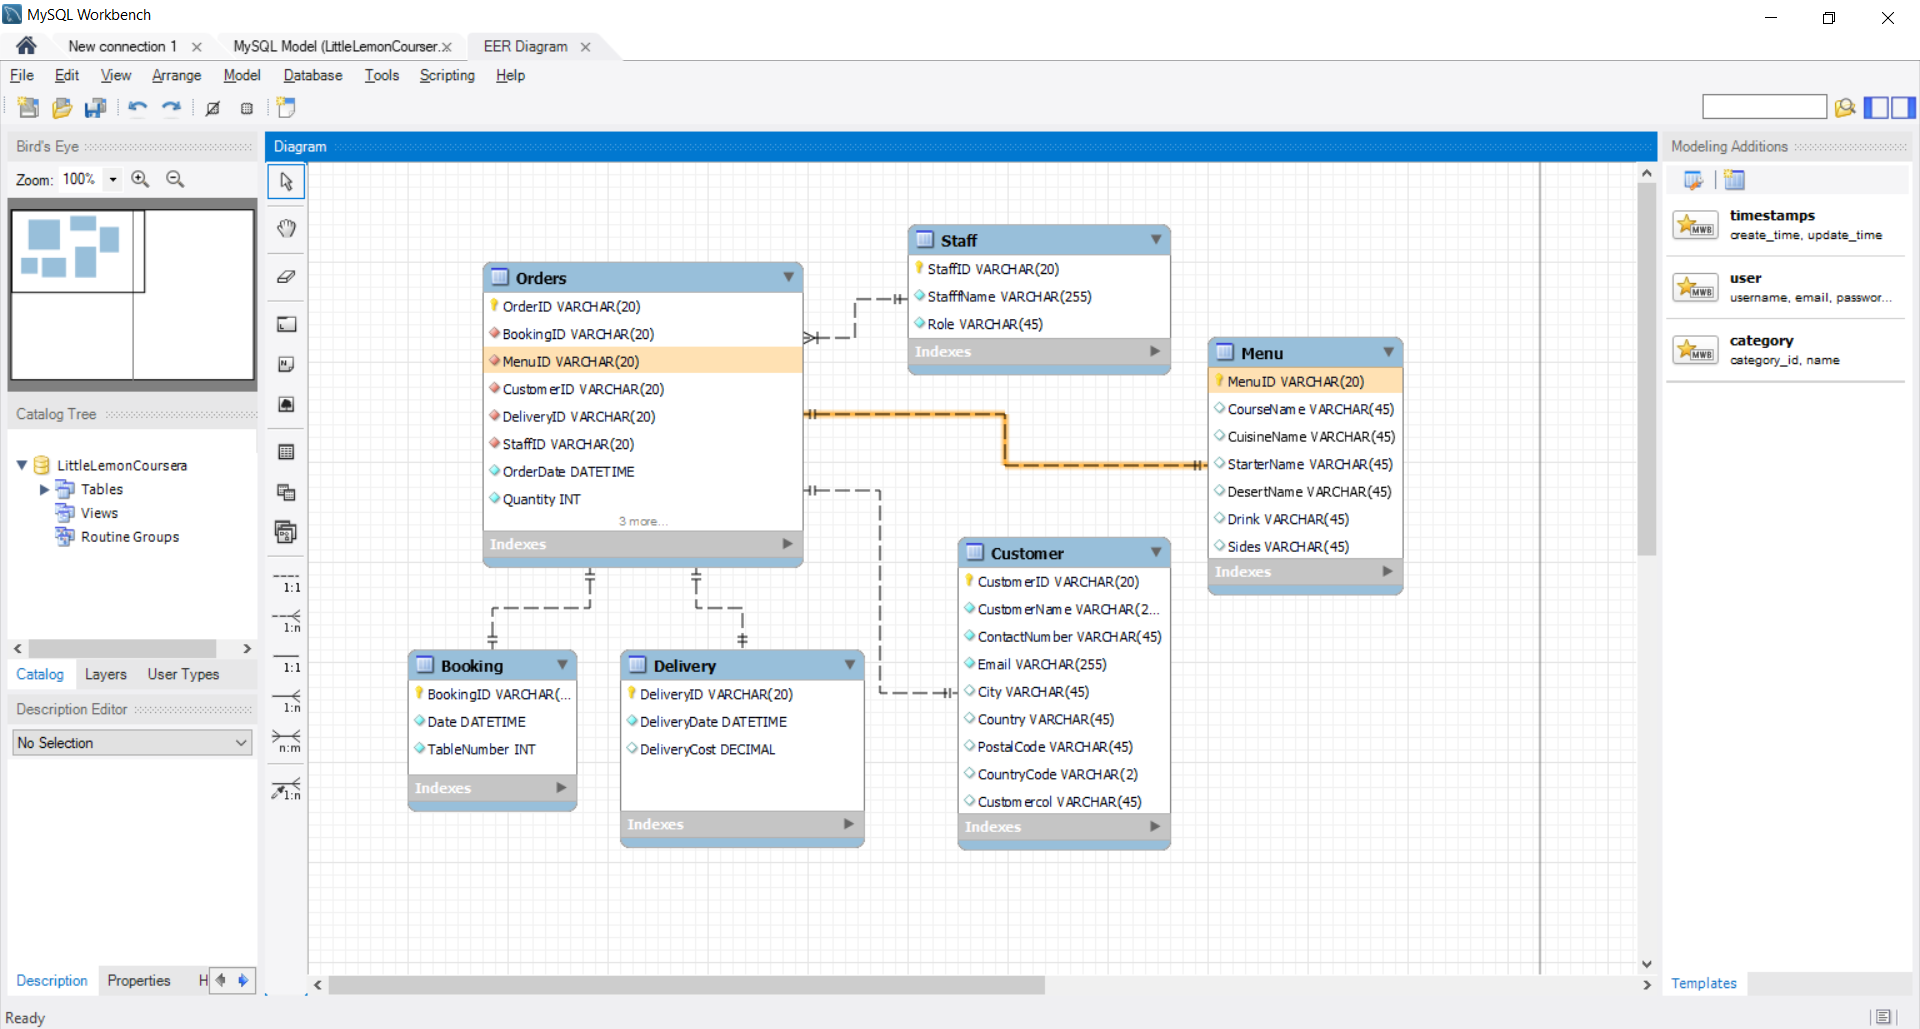 MySQL Workbench
New connection 1
MySQL Model (LittleLemonCourser.
EER Diagram
File Edit View Arrange Model Database Tools Scripting Help
Bird's Eye
Zoom: 100%
Catalog Tree
LittleLemonCoursera
Tables
Views
Routine Groups
Catalog Layers User Types
Description Editor
No Selection
Description Properties H
Ready
Diagram
1:1
1:n
1:1
1:n
n:m
1:n
Orders
OrderID VARCHAR(20)
BookingID VARCHAR(20)
MenuID VARCHAR(20)
CustomerID VARCHAR(20)
DeliveryID VARCHAR(20)
StaffID VARCHAR(20)
OrderDate DATETIME
Quantity INT
3 more...
Indexes
Staff
StaffID VARCHAR(20)
StafffName VARCHAR(255)
Role VARCHAR(45)
Indexes
Menu
MenuID VARCHAR(20)
CourseName VARCHAR(45)
CuisineName VARCHAR(45)
StarterName VARCHAR(45)
DesertName VARCHAR(45)
Drink VARCHAR(45)
Sides VARCHAR(45)
Indexes
Customer
CustomerID VARCHAR(20)
CustomerName VARCHAR(2...
ContactNumber VARCHAR(45)
Email VARCHAR(255)
City VARCHAR(45)
Country VARCHAR(45)
PostalCode VARCHAR(45)
CountryCode VARCHAR(2)
Customercol VARCHAR(45)
Indexes
Booking
BookingID VARCHAR(...
Date DATETIME
TableNumber INT
Indexes
Delivery
DeliveryID VARCHAR(20)
DeliveryDate DATETIME
DeliveryCost DECIMAL
Indexes
Modeling Additions
MWB
timestamps
create_time, update_time
MWB
user
username, email, passwor...
MWB
category
category_id, name
Templates